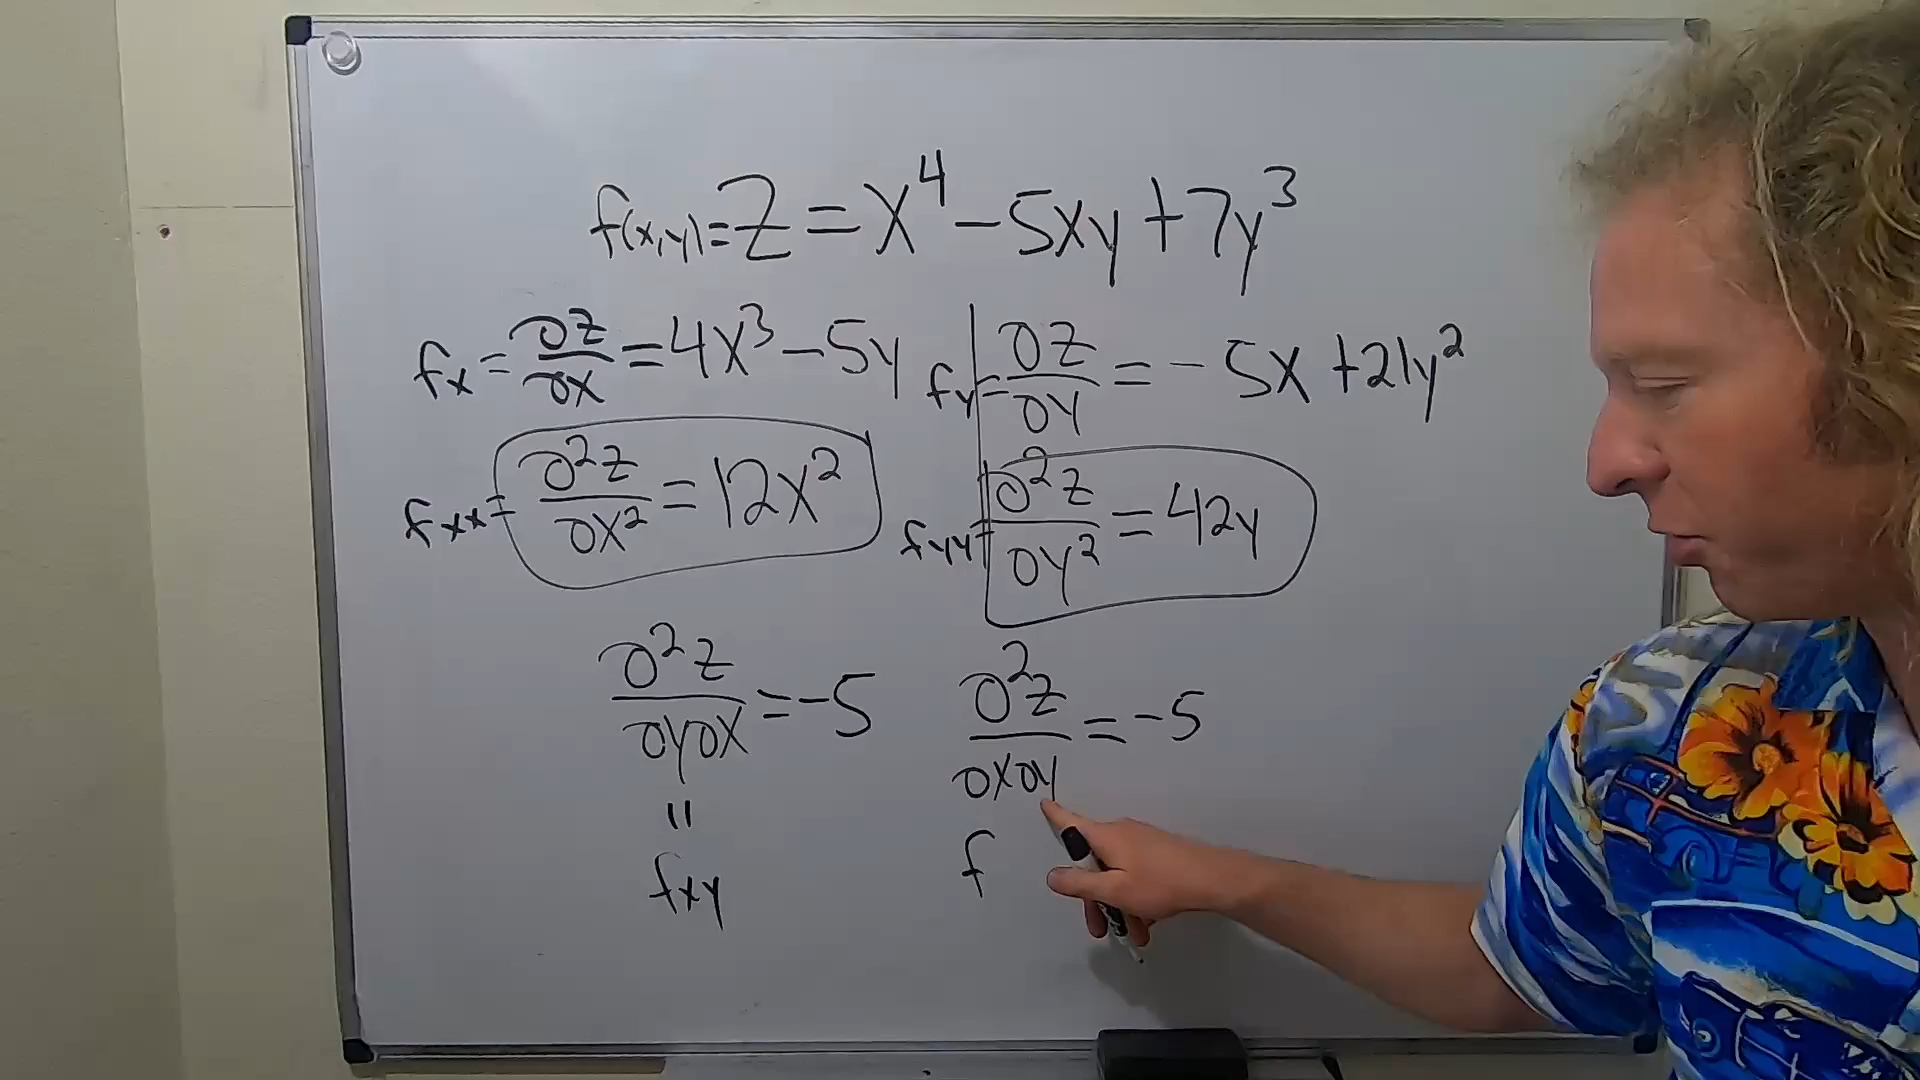 f(x,y) = Z = x⁴ - 5xy + 7y³
fx = ∂z/∂x = 4x³ - 5y
fy = ∂z/∂y = - 5x + 21y²
fxx = ∂²z/∂x² = 12x²
fyy = ∂²z/∂y² = 42y
∂²z/∂y∂x = -5
∂²z/∂x∂y = -5
=
fxy
f